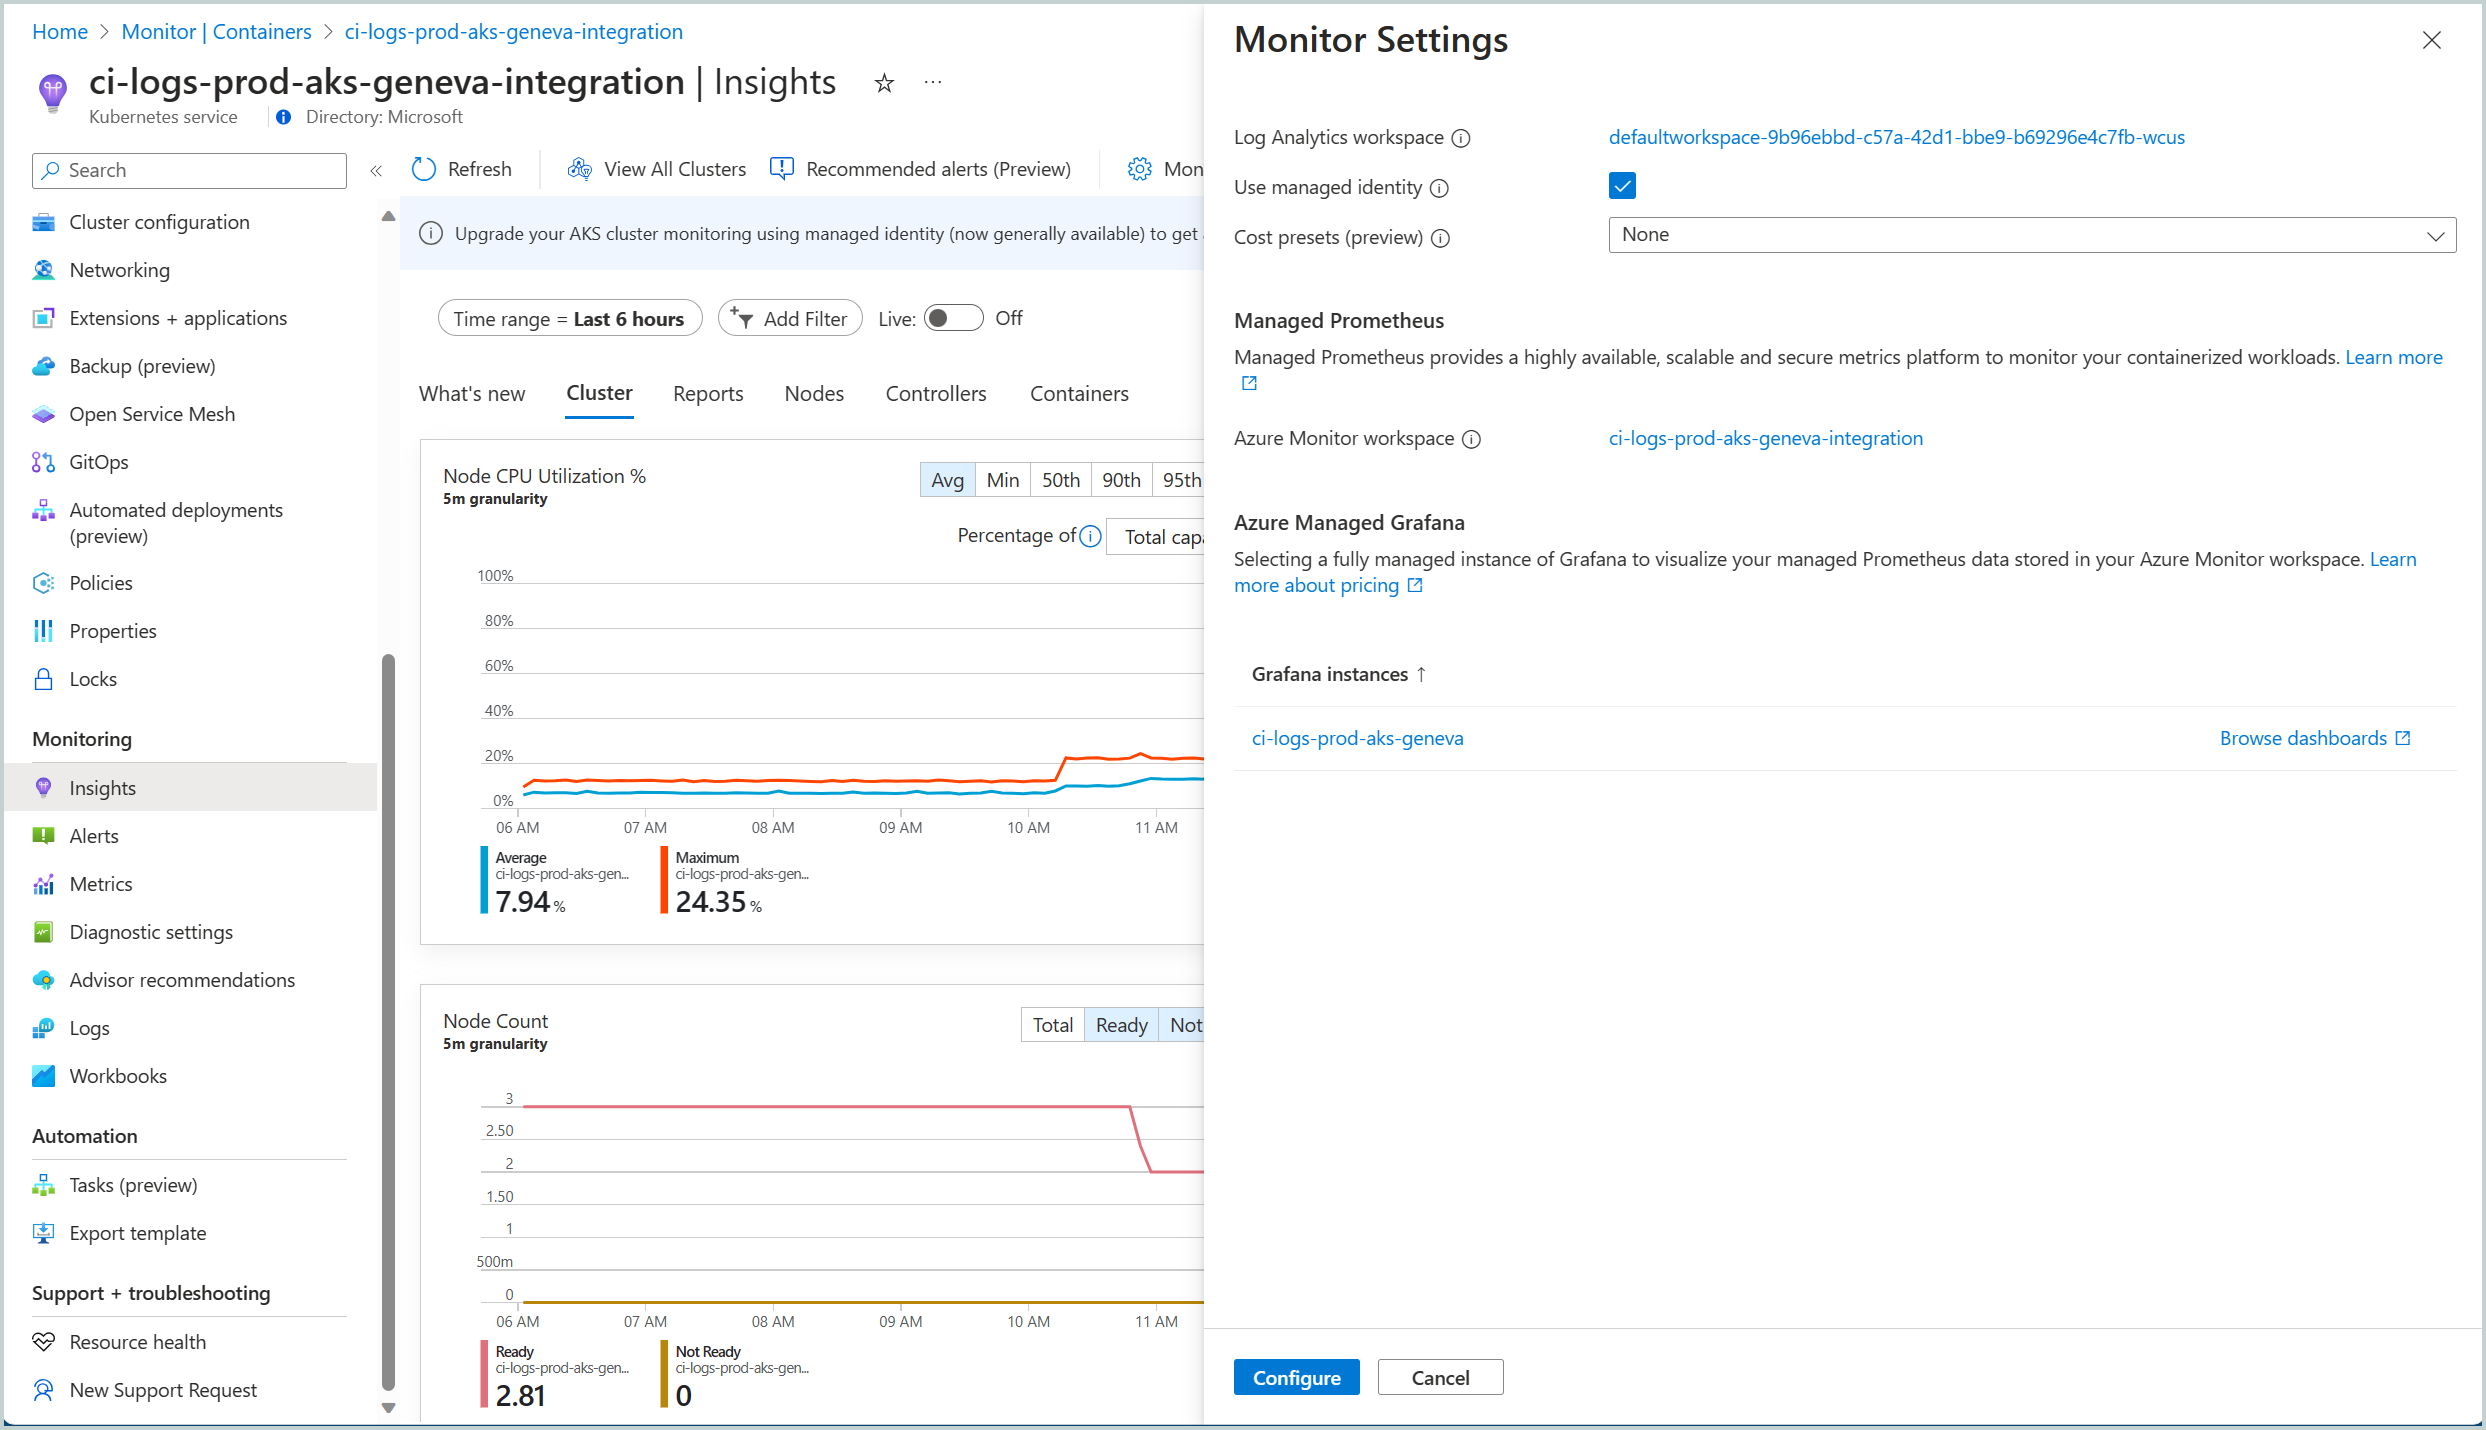 Home > Monitor | Containers > ci-logs-prod-aks-geneva-integration
ci-logs-prod-aks-geneva-integration | Insights
Kubernetes service
Directory: Microsoft
Search
Cluster configuration
Networking
Extensions + applications
Backup (preview)
Open Service Mesh
GitOps
Automated deployments
(preview)
Policies
Properties
Locks
Monitoring
Insights
Alerts
Metrics
Diagnostic settings
Advisor recommendations
Logs
Workbooks
Automation
Tasks (preview)
Export template
Support + troubleshooting
Resource health
New Support Request
Refresh
View All Clusters
Recommended alerts (Preview)
Mon
Upgrade your AKS cluster monitoring using managed identity (now generally available) to get
Time range = Last 6 hours
Add Filter
Live:
Off
What's new
Cluster
Reports
Nodes
Controllers
Containers
Node CPU Utilization %
5m granularity
Avg
Min
50th
90th
95th
Percentage of
Total capa
100%
80%
60%
40%
20%
0%
06 AM
07 AM
08 AM
09 AM
10 AM
11 AM
Average
ci-logs-prod-aks-gen...
7.94 %
Maximum
ci-logs-prod-aks-gen...
24.35 %
Node Count
5m granularity
Total
Ready
Not
3
2.50
2
1.50
1
500m
0
06 AM
07 AM
08 AM
09 AM
10 AM
11 AM
Ready
ci-logs-prod-aks-gen...
2.81
Not Ready
ci-logs-prod-aks-gen...
0
Monitor Settings
Log Analytics workspace
defaultworkspace-9b96ebbd-c57a-42d1-bbe9-b69296e4c7fb-wcus
Use managed identity
Cost presets (preview)
None
Managed Prometheus
Managed Prometheus provides a highly available, scalable and secure metrics platform to monitor your containerized workloads. Learn more
Azure Monitor workspace
ci-logs-prod-aks-geneva-integration
Azure Managed Grafana
Selecting a fully managed instance of Grafana to visualize your managed Prometheus data stored in your Azure Monitor workspace. Learn
more about pricing
Grafana instances ↑
ci-logs-prod-aks-geneva
Browse dashboards
Configure
Cancel